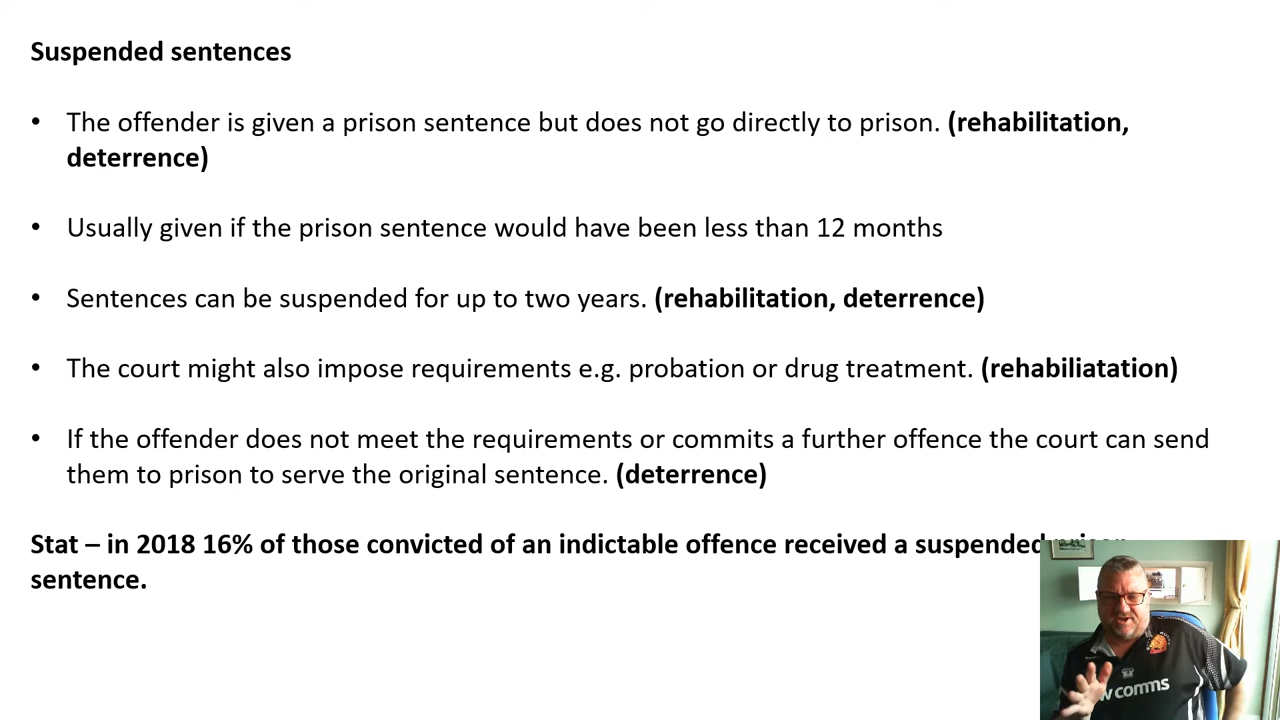 Suspended sentences
• The offender is given a prison sentence but does not go directly to prison. (rehabilitation,
deterrence)
• Usually given if the prison sentence would have been less than 12 months
• Sentences can be suspended for up to two years. (rehabilitation, deterrence)
• The court might also impose requirements e.g. probation or drug treatment. (rehabiliatation)
• If the offender does not meet the requirements or commits a further offence the court can send
them to prison to serve the original sentence. (deterrence)
Stat – in 2018 16% of those convicted of an indictable offence received a suspended prison
sentence.
comms